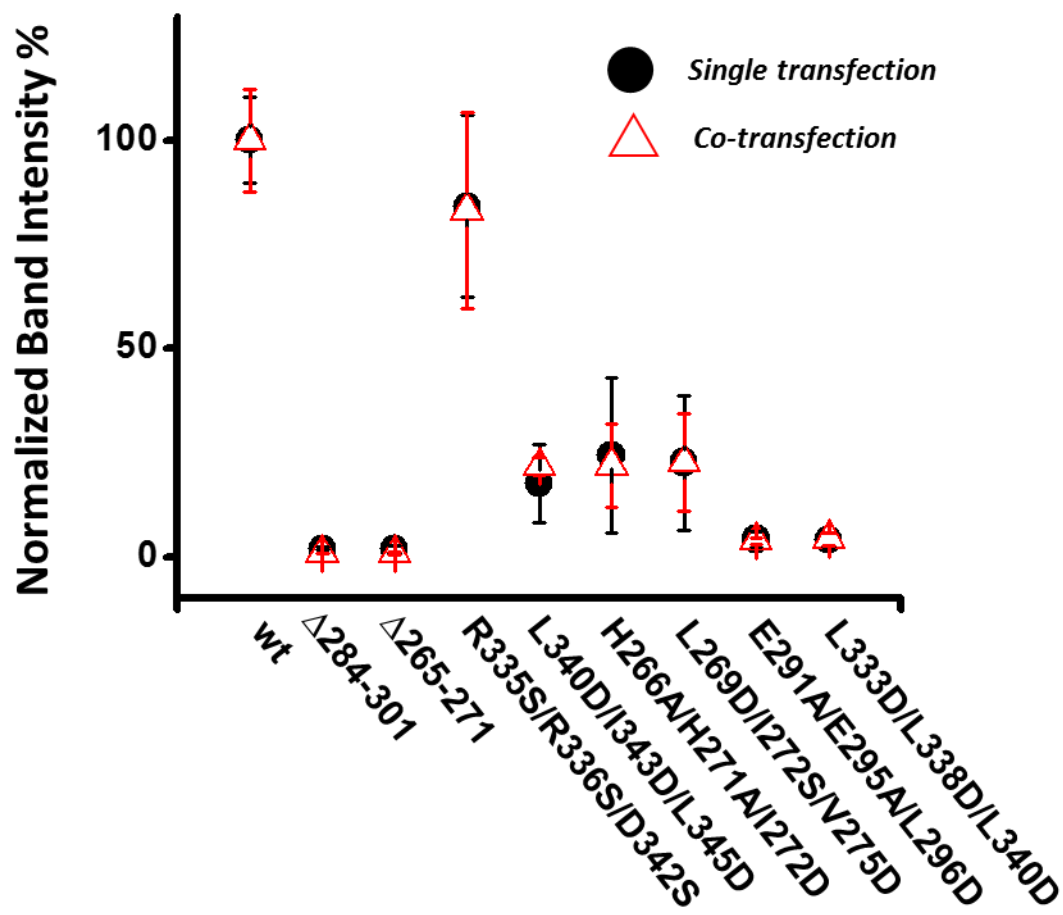 Normalized Band Intensity %
Single transfection
Co-transfection
100
50
0
wt
Δ284-301
Δ265-271
R335S/R336S/D342S
L340D/I343D/L345D
H266A/H271A/I272D
L269D/I272S/V275D
E291A/E295A/L296D
L333D/L338D/L340D